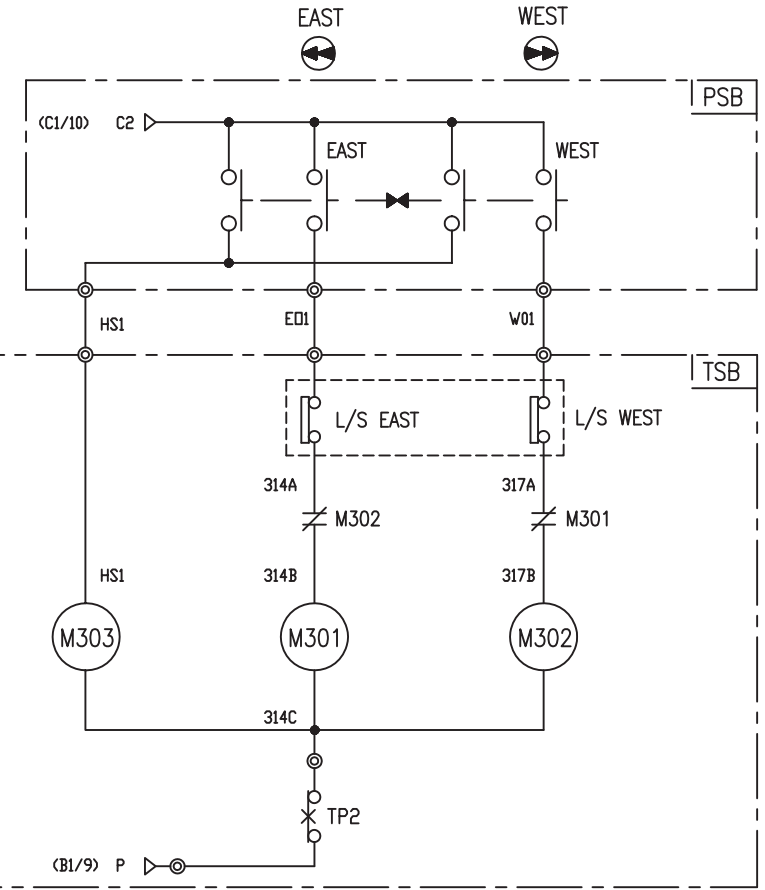 EAST
WEST
PSB
(C1/10) C2
EAST
WEST
HS1
E01
W01
TSB
L/S EAST
L/S WEST
314A
317A
M302
M301
HS1
314B
317B
M303
M301
M302
314C
TP2
(B1/9) P